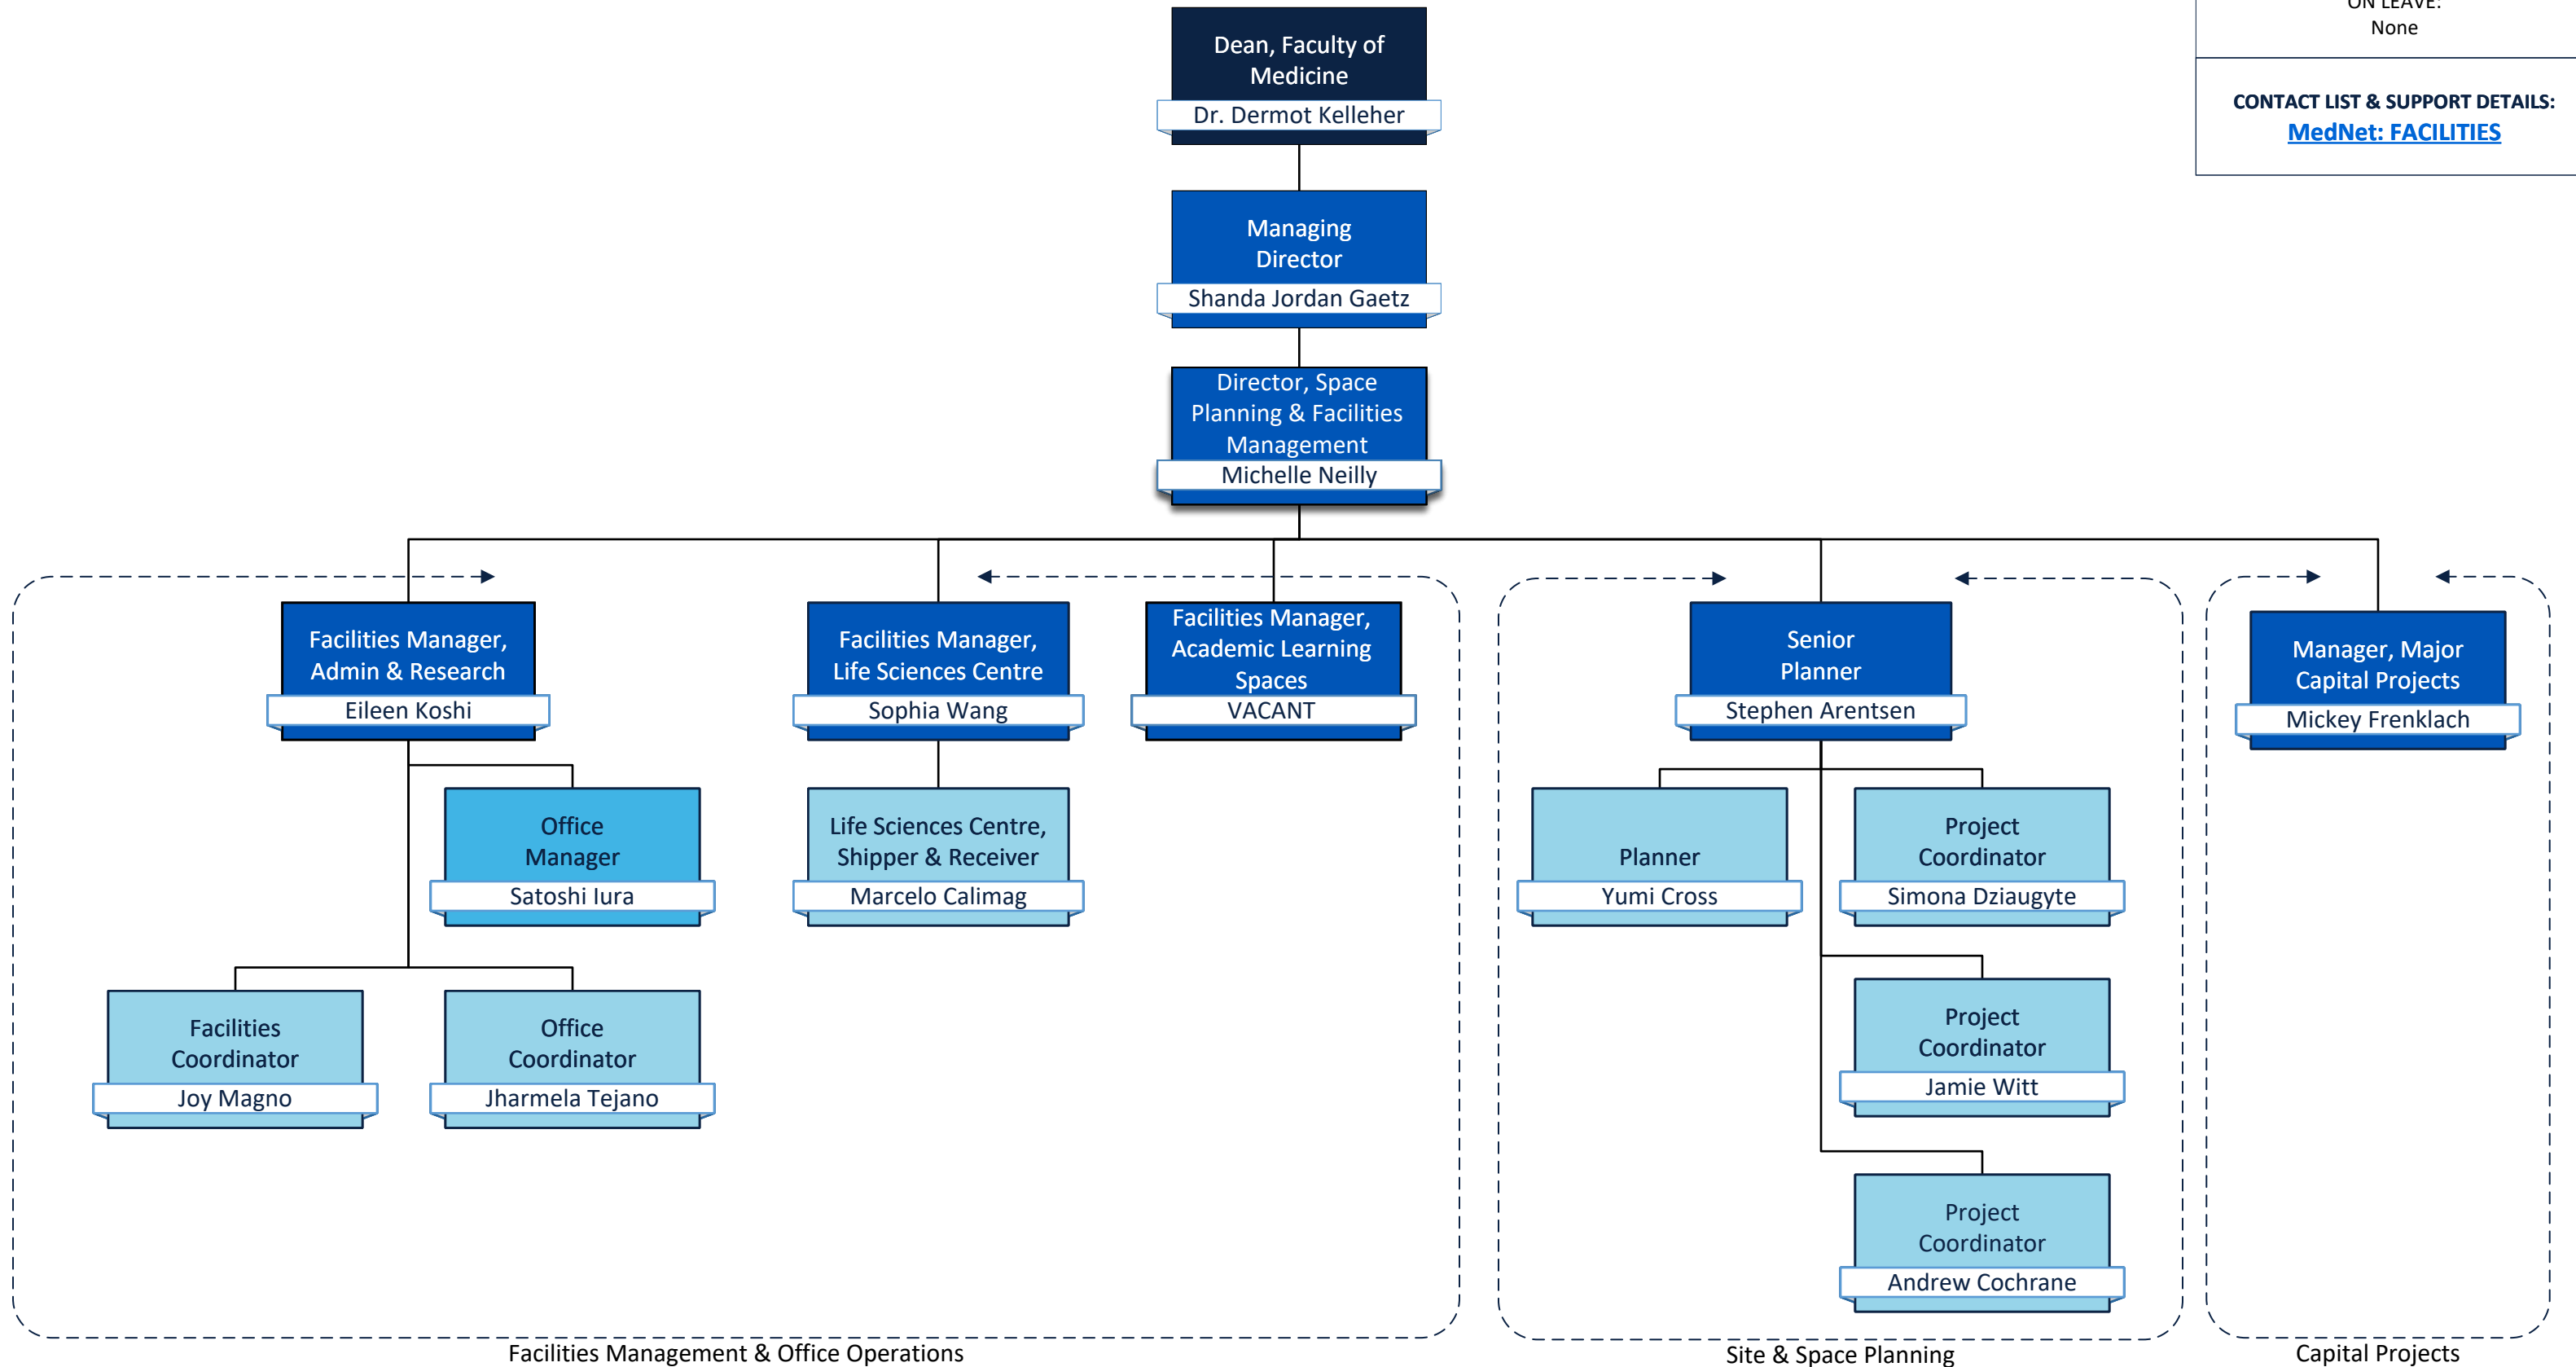 ON LEAVE:
None
CONTACT LIST & SUPPORT DETAILS:
MedNet: FACILITIES
Dean, Faculty of
Medicine
Dr. Dermot Kelleher
Managing
Director
Shanda Jordan Gaetz
Director, Space
Planning & Facilities
Management
Michelle Neilly
Facilities Manager,
Admin & Research
Eileen Koshi
Facilities Manager,
Life Sciences Centre
Sophia Wang
Facilities Manager,
Academic Learning
Spaces
VACANT
Senior
Planner
Stephen Arentsen
Manager, Major
Capital Projects
Mickey Frenklach
Office
Manager
Satoshi Iura
Life Sciences Centre,
Shipper & Receiver
Marcelo Calimag
Planner
Yumi Cross
Project
Coordinator
Simona Dziaugyte
Facilities
Coordinator
Joy Magno
Office
Coordinator
Jharmela Tejano
Project
Coordinator
Jamie Witt
Project
Coordinator
Andrew Cochrane
Facilities Management & Office Operations
Site & Space Planning
Capital Projects